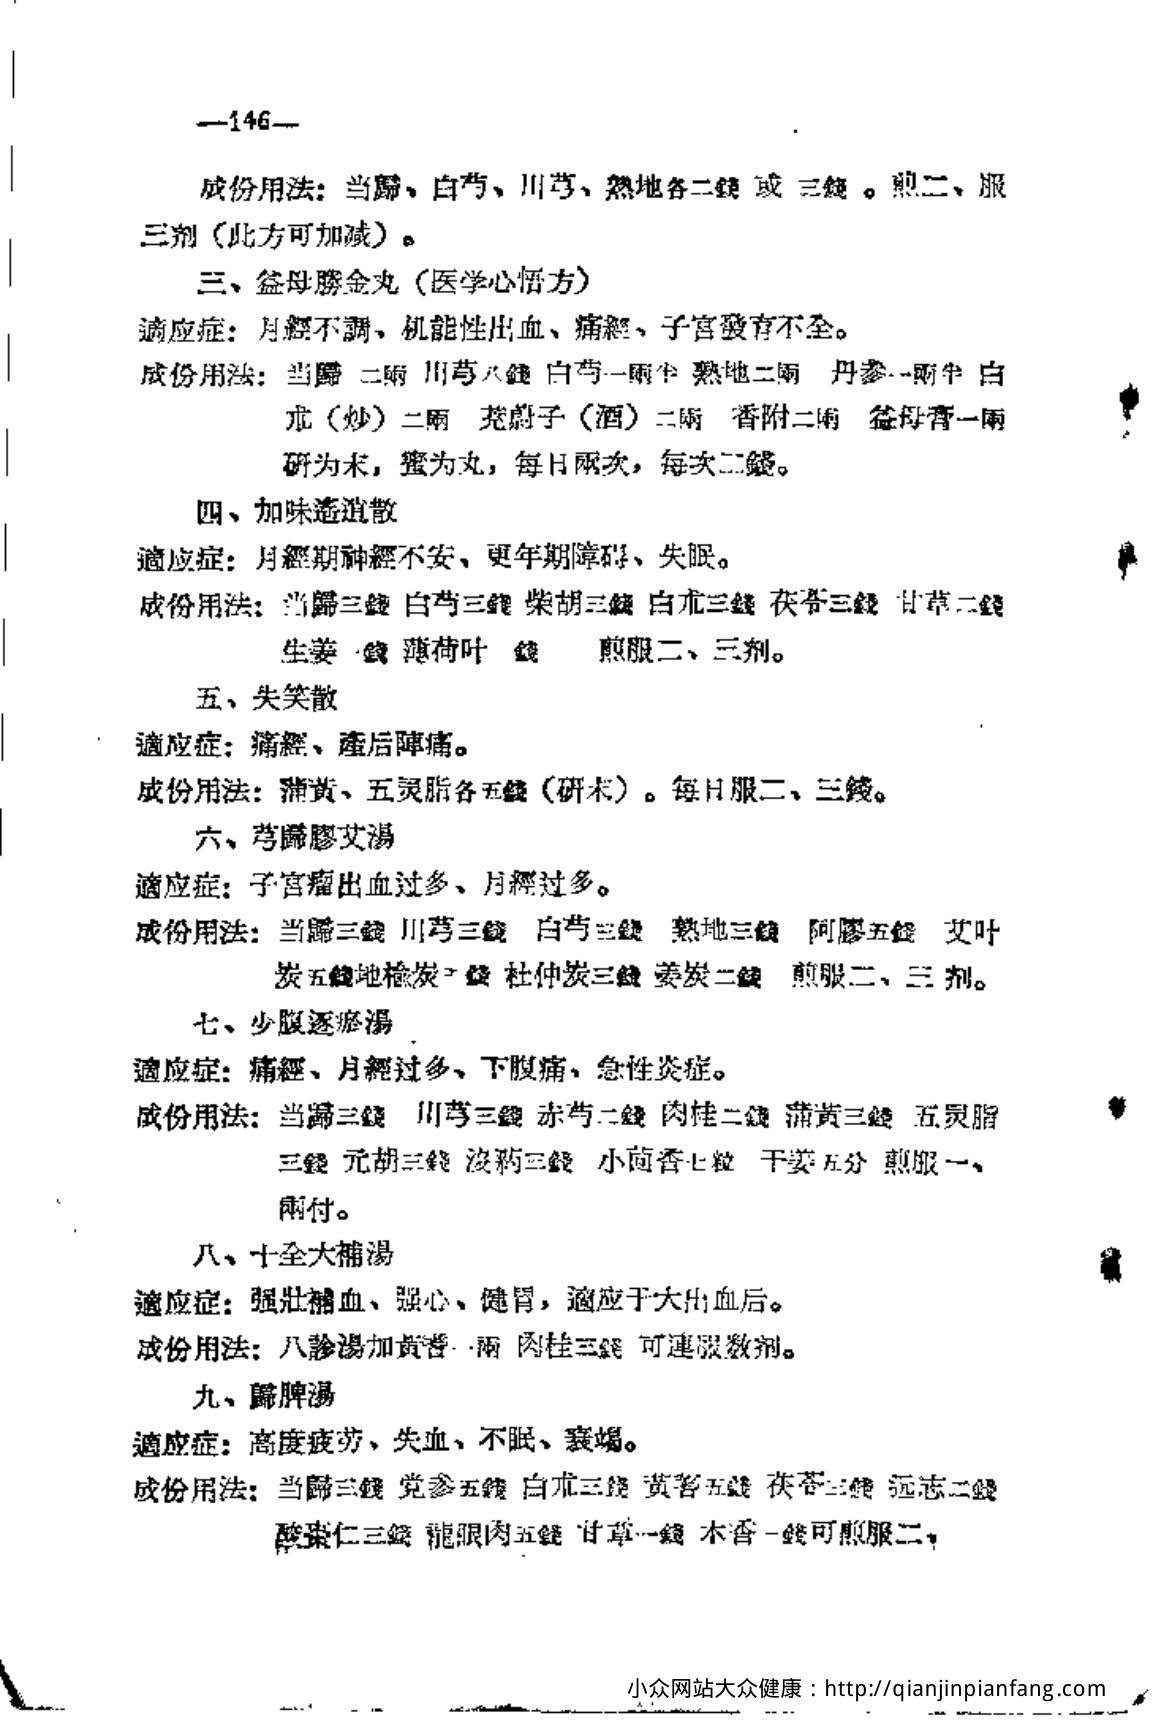 —146—
成份用法：当歸、白芍、川芎、熟地各二錢 或 三錢 。煎二、服
三剂（此方可加减）。
三、益母勝金丸（医学心悟方）
適应症：月經不調、机能性出血、痛經、子宮發育不全。
成份用法：当歸 二兩 川芎八錢 白芍一兩半 熟地二兩 丹參一兩半 白
朮（炒）二兩 茺蔚子（酒）二兩 香附二兩 益母膏一兩
研为末，蜜为丸，每日兩次，每次二錢。
四、加味逍遥散
適应症：月經期神經不安、更年期障碍、失眠。
成份用法：当歸三錢 白芍三錢 柴胡三錢 白朮三錢 茯苓三錢 甘草二錢
生姜 錢 薄荷叶 錢 煎服二、三剂。
五、失笑散
適应症：痛經、產后陣痛。
成份用法：蒲黃、五灵脂各五錢（研末）。每日服二、三錢。
六、芎歸膠艾湯
適应症：子宮瘤出血过多、月經过多。
成份用法：当歸三錢 川芎三錢 白芍三錢 熟地三錢 阿膠五錢 艾叶
炭五錢地榆炭 錢 杜仲炭三錢 姜炭二錢 煎服二、三 剂。
七、少腹逐瘀湯
適应症：痛經、月經过多、下腹痛、急性炎症。
成份用法：当歸三錢 川芎三錢 赤芍二錢 肉桂二錢 蒲黃三錢 五灵脂
三錢 元胡三錢 沒药三錢 小茴香七粒 干姜五分 煎服一、
兩付。
八、十全大補湯
適应症：强壯補血、强心、健胃，適应于大出血后。
成份用法：八診湯加黃蓍一兩 肉桂三錢 可連服数剂。
九、歸脾湯
適应症：高度疲劳、失血、不眠、衰竭。
成份用法：当歸三錢 党參五錢 白朮三錢 黃蓍五錢 茯苓三錢 远志二錢
酸棗仁三錢 龍眼肉五錢 甘草一錢 木香一錢可煎服二、
小众网站大众健康：http://qianjinpianfang.com